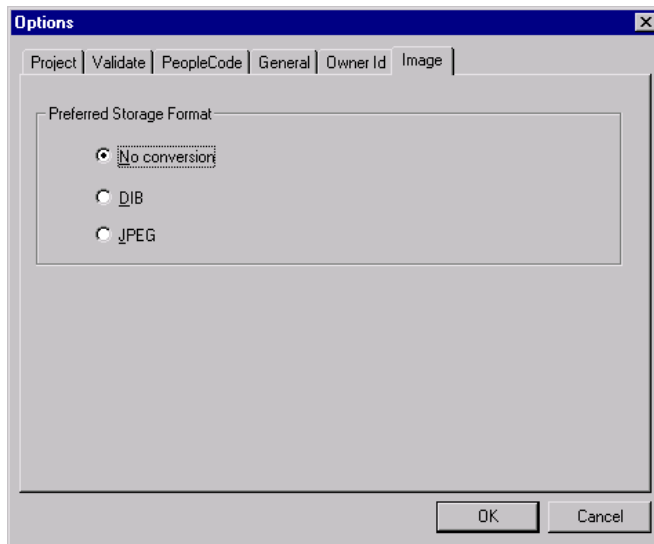 Options
Project Validate PeopleCode General Owner Id Image
Preferred Storage Format
No conversion
DIB
JPEG
OK Cancel